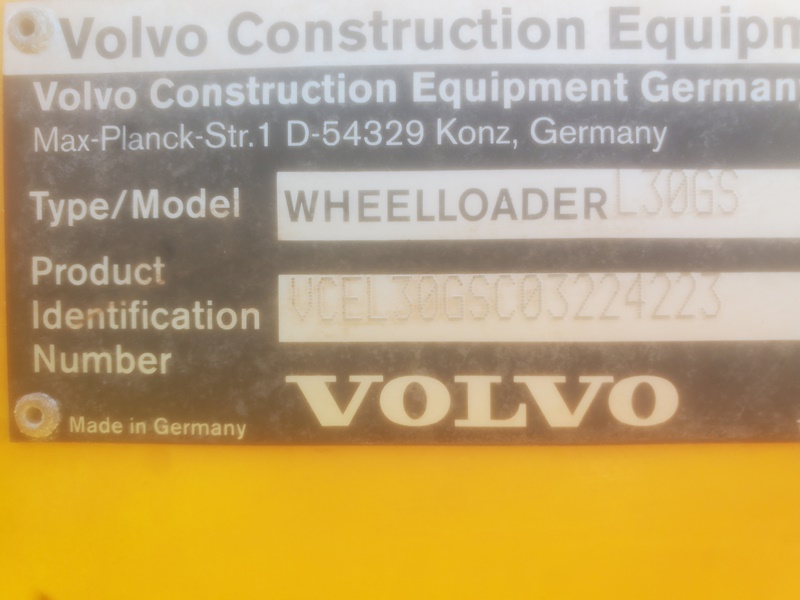 Volvo Construction Equipm
Volvo Construction Equipment German
Max-Planck-Str.1 D-54329 Konz, Germany
Type/Model WHEELLOADER L30GS
Product
Identification
Number
VCEL30GSC03224223
VOLVO
Made in Germany